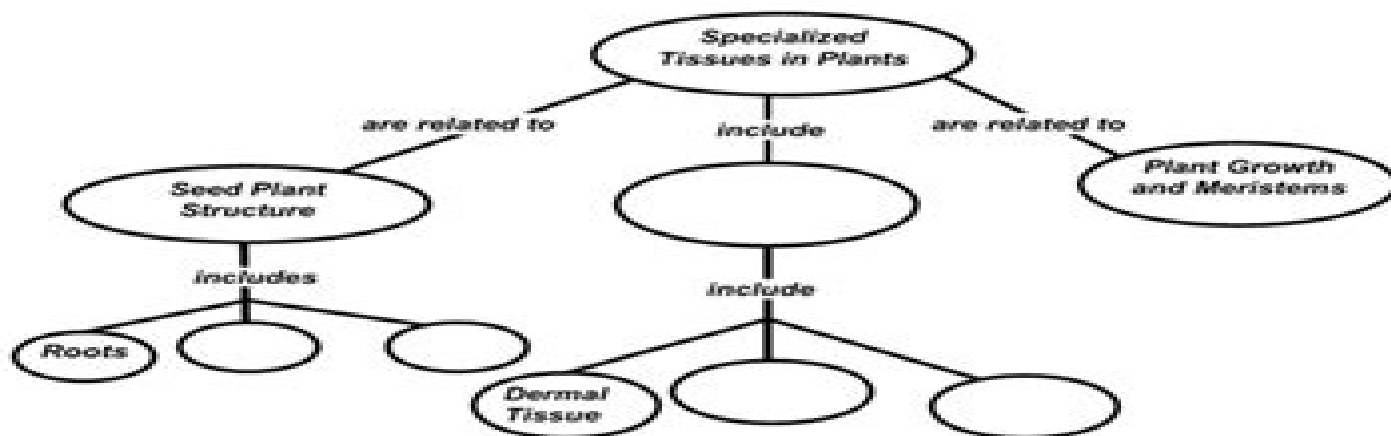 Specialized
Tissues in Plants
are related to
include
are related to
Seed Plant
Structure
Plant Growth
and Meristems
includes
include
Roots
Dermal
Tissue